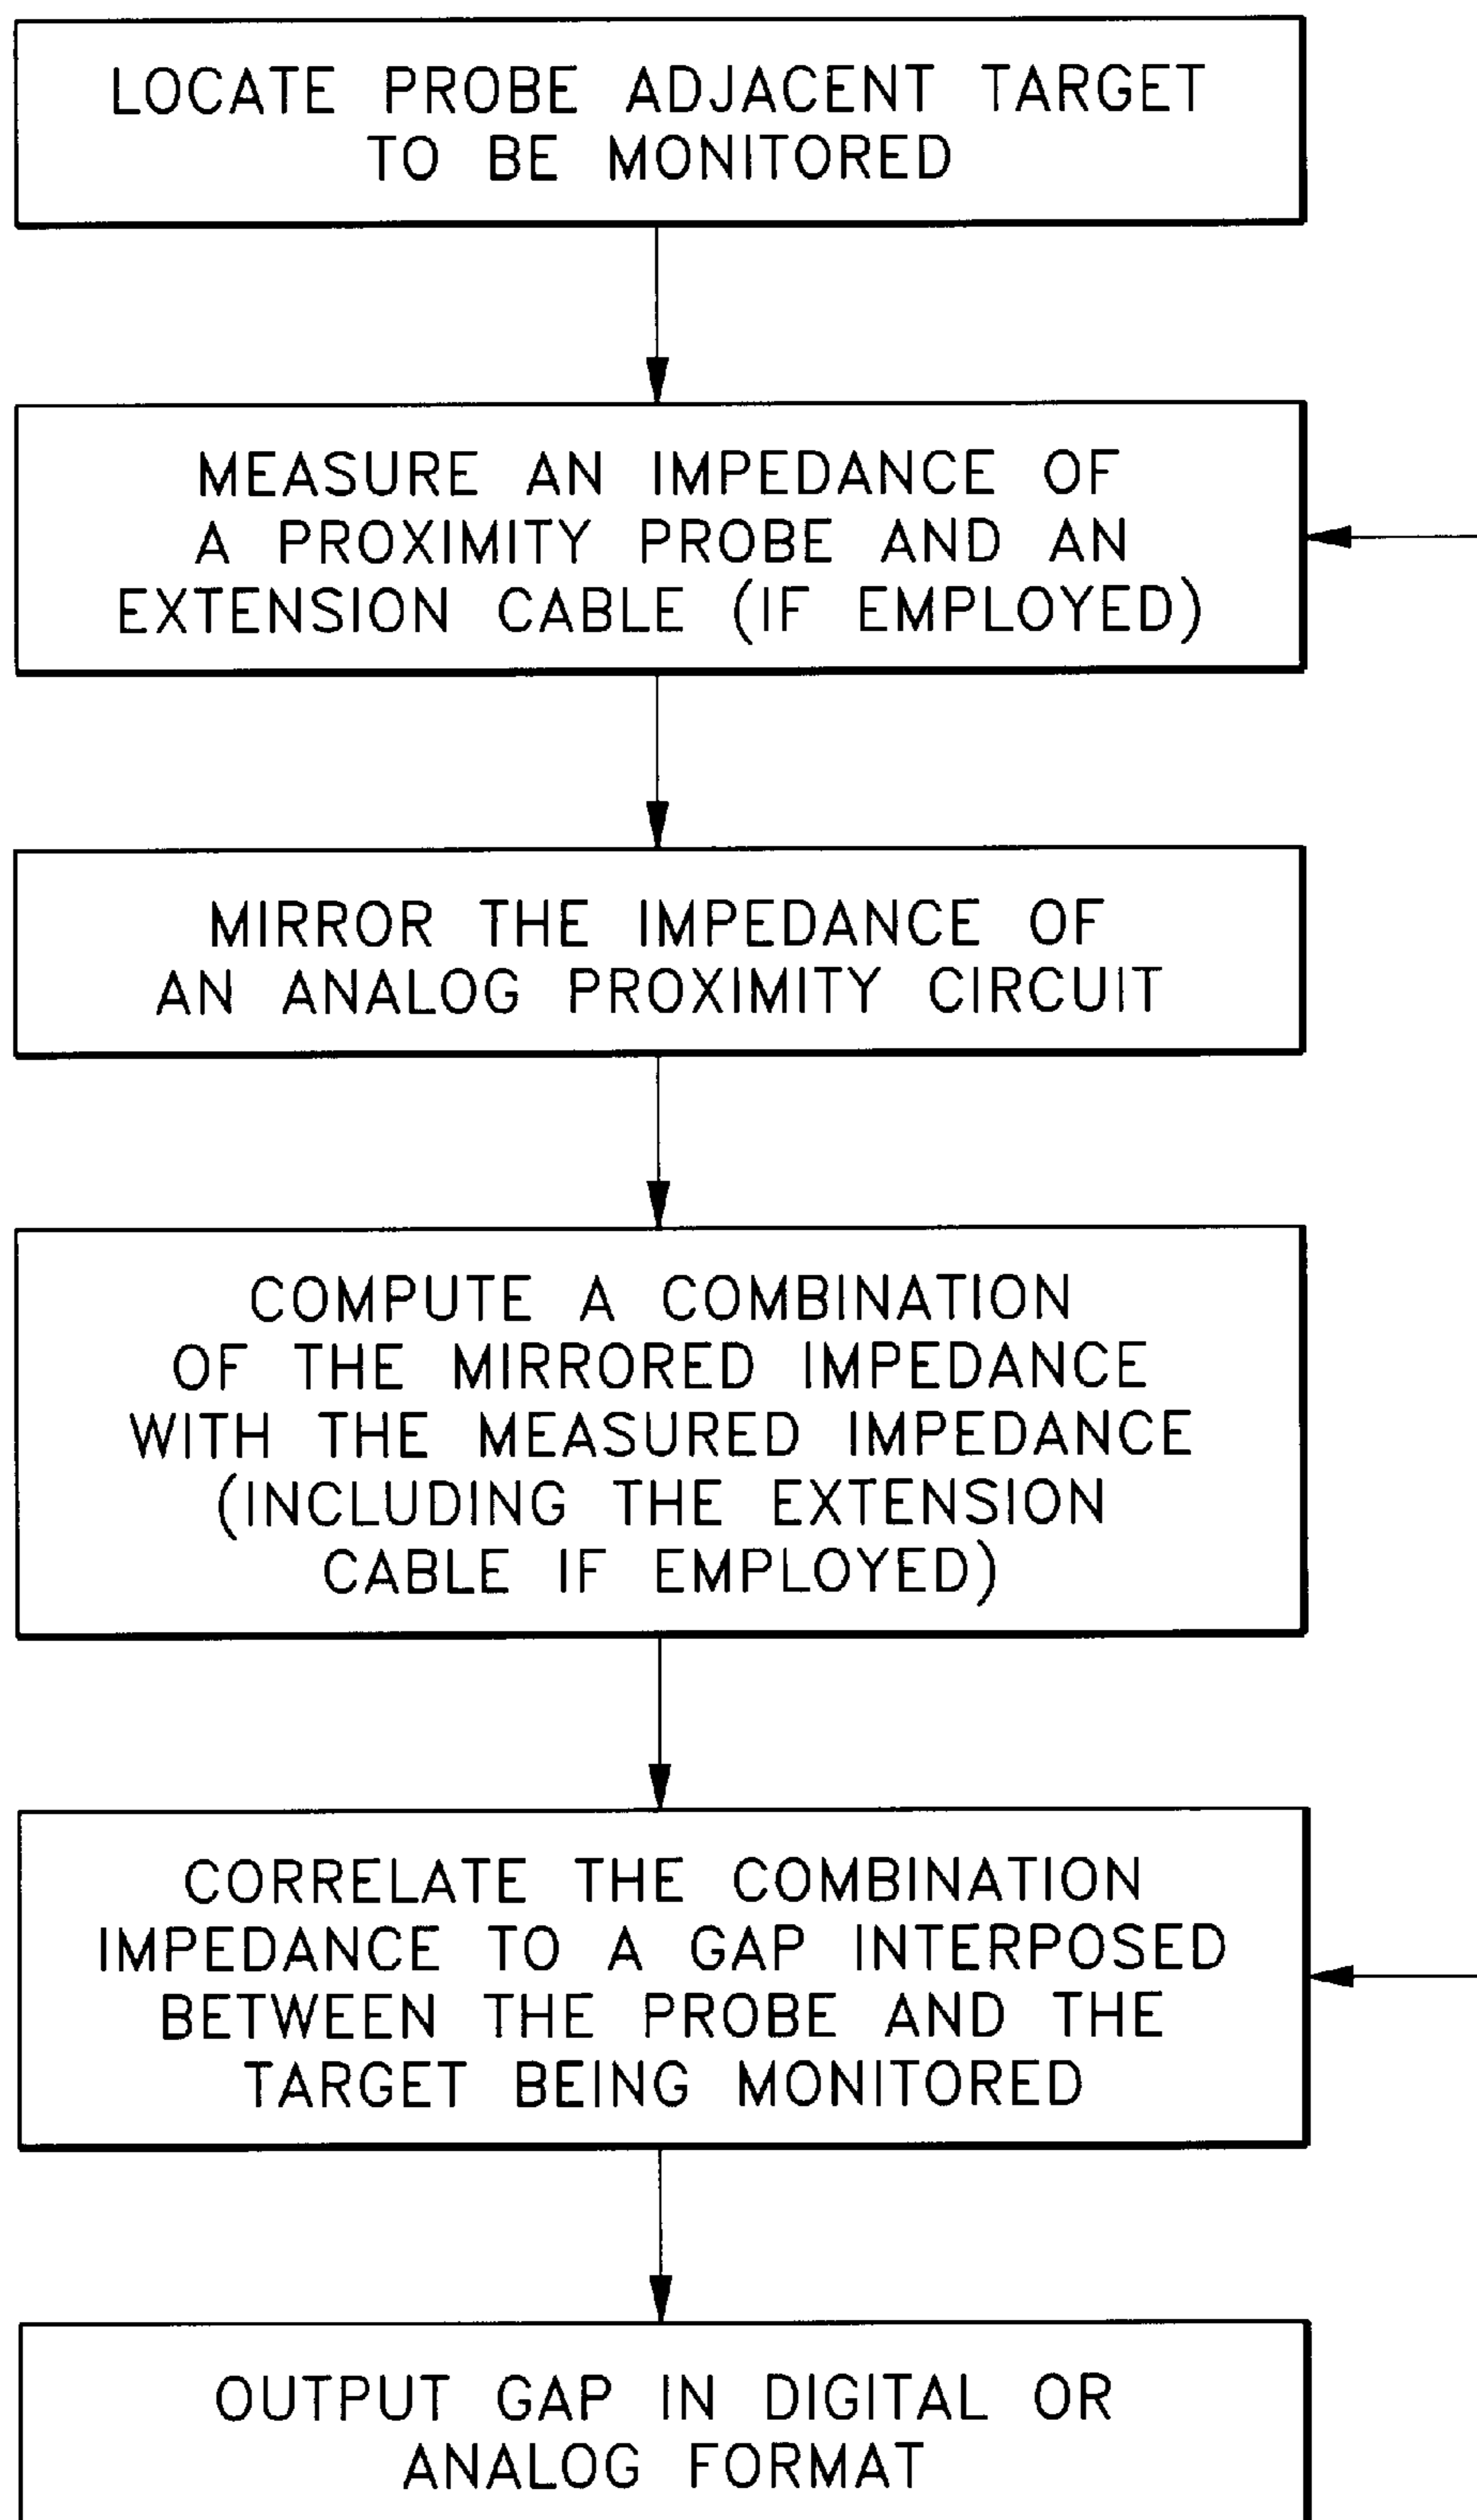 LOCATE PROBE ADJACENT TARGET
TO BE MONITORED
MEASURE AN IMPEDANCE OF
A PROXIMITY PROBE AND AN
EXTENSION CABLE (IF EMPLOYED)
MIRROR THE IMPEDANCE OF
AN ANALOG PROXIMITY CIRCUIT
COMPUTE A COMBINATION
OF THE MIRRORED IMPEDANCE
WITH THE MEASURED IMPEDANCE
(INCLUDING THE EXTENSION
CABLE IF EMPLOYED)
CORRELATE THE COMBINATION
IMPEDANCE TO A GAP INTERPOSED
BETWEEN THE PROBE AND THE
TARGET BEING MONITORED
OUTPUT GAP IN DIGITAL OR
ANALOG FORMAT